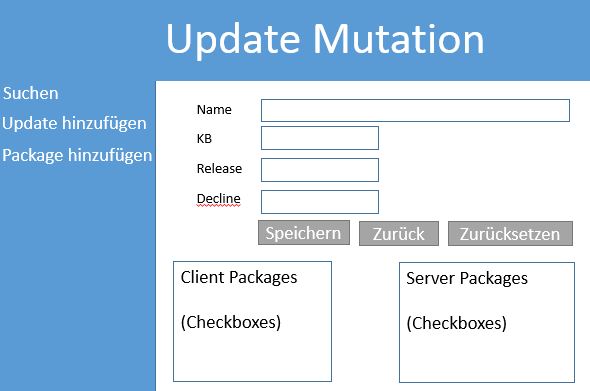 Update Mutation
Suchen
Update hinzufügen
Package hinzufügen
Name
KB
Release
Decline
Speichern Zurück Zurücksetzen
Client Packages
(Checkboxes)
Server Packages
(Checkboxes)